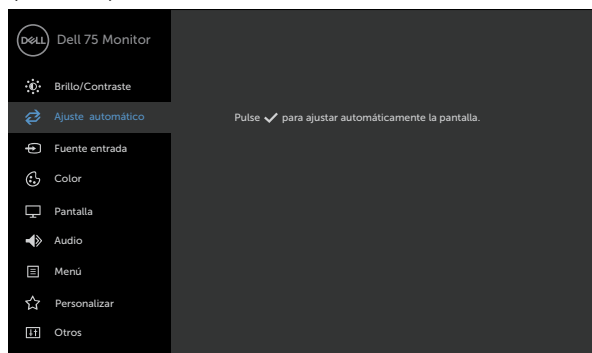 DELL
Dell 75 Monitor
Brillo/Contraste
Ajuste automático
Pulse ✓ para ajustar automáticamente la pantalla.
Fuente entrada
Color
Pantalla
Audio
Menú
Personalizar
Otros